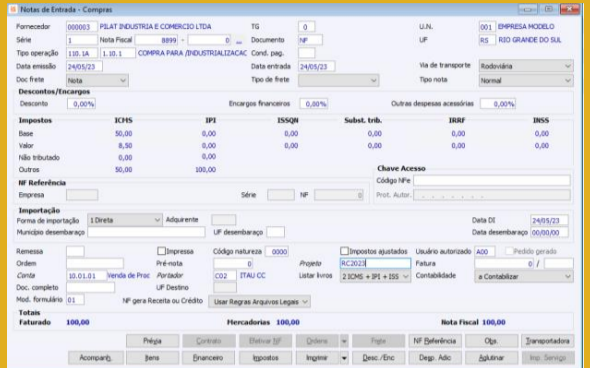 Notas de Entrada - Compras
Fornecedor 000003 PILAT INDUSTRIA E COMERCIO LTDA TG 0 U.N. 001 EMPRESA MODELO
Série 1 Nota Fiscal 8899 - 0 ... Documento NF UF RS RIO GRANDE DO SUL
Tipo operação 110.1A 1.10.1 COMPRA PARA /INDUSTRIALIZACAC Cond. pag.
Data emissão 24/05/23 Data entrada 24/05/23 Via de transporte Rodoviária
Doc frete Nota Tipo de frete Tipo nota Normal
Descontos/Encargos
Desconto 0,00% Encargos financeiros 0,00% Outras despesas acessórias 0,00%
Impostos ICMS IPI ISSQN Subst. trib. IRRF INSS
Base 50,00 0,00 0,00 0,00 0,00 0,00
Valor 8,50 0,00 0,00 0,00 0,00 0,00
Não tributado 0,00 0,00
Outros 50,00 100,00 Chave Acesso
Código NFe
NF Referência
Empresa Série NF Prot. Autor.
Importação
Forma de importação 1 Direta Adquirente Data DI 24/05/23
Município desembaraço UF desembaraço Data desembaraço 00/00/00
Remessa Impressa Código natureza 0000 Impostos ajustados Usuário autorizado A00 Pedido gerado
Ordem Pré-nota 0 Projeto RC2023 Fatura 0 /
Conta 10.01.01 Venda de Proc Portador C02 ITAU CC Listar livros 2 ICMS + IPI + ISS Contabilidade a Contabilizar
Doc. completo UF Destino
Mod. formulário 01 NF gera Receita ou Crédito Usar Regras Arquivos Legais
Totais
Faturado 100,00 Mercadorias 100,00 Nota Fiscal 100,00
Prévia Contrato Efetivar NF Ordens Frete NF Referência Obs. Transportadora
Acompanh. Itens Financeiro Impostos Imprimir Desc./Enc Desp. Adic Aglutinar Imp. Serviço